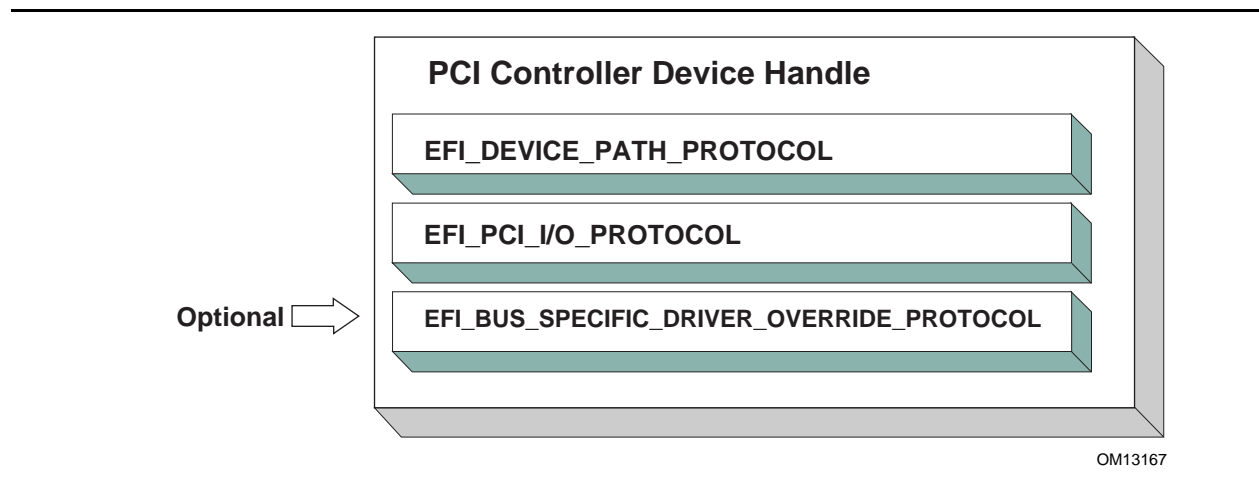 PCI Controller Device Handle
EFI_DEVICE_PATH_PROTOCOL
EFI_PCI_I/O_PROTOCOL
Optional
EFI_BUS_SPECIFIC_DRIVER_OVERRIDE_PROTOCOL
OM13167